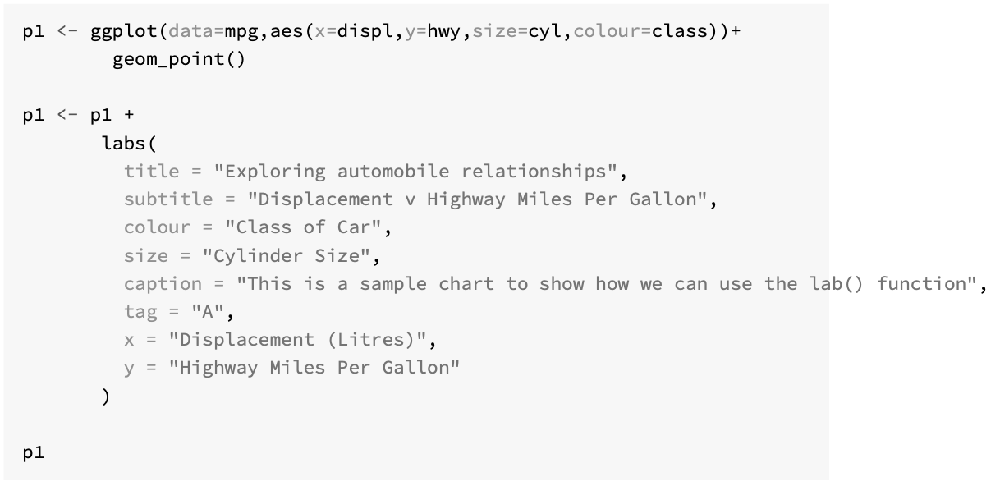 p1 <- ggplot(data=mpg,aes(x=displ,y=hwy,size=cyl,colour=class))+
        geom_point()

p1 <- p1 +
       labs(
         title = "Exploring automobile relationships",
         subtitle = "Displacement v Highway Miles Per Gallon",
         colour = "Class of Car",
         size = "Cylinder Size",
         caption = "This is a sample chart to show how we can use the lab() function",
         tag = "A",
         x = "Displacement (Litres)",
         y = "Highway Miles Per Gallon"
       )

p1